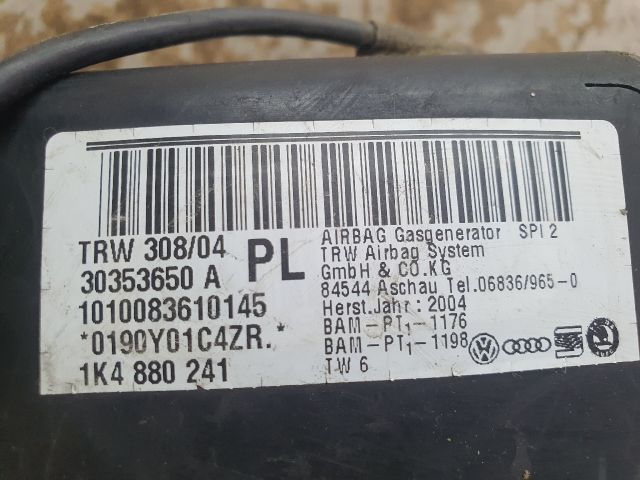 TRW 308/04
30353650 A
PL
1010083610145
*0190Y01C4ZR.*
1K4 880 241
AIRBAG Gasgenerator SPI 2
TRW Airbag System
GmbH & CO.KG
84544 Aschau Tel.06836/965-0
Herst.Jahr: 2004
BAM-PT1-1176
BAM-PT1-1198
TW 6